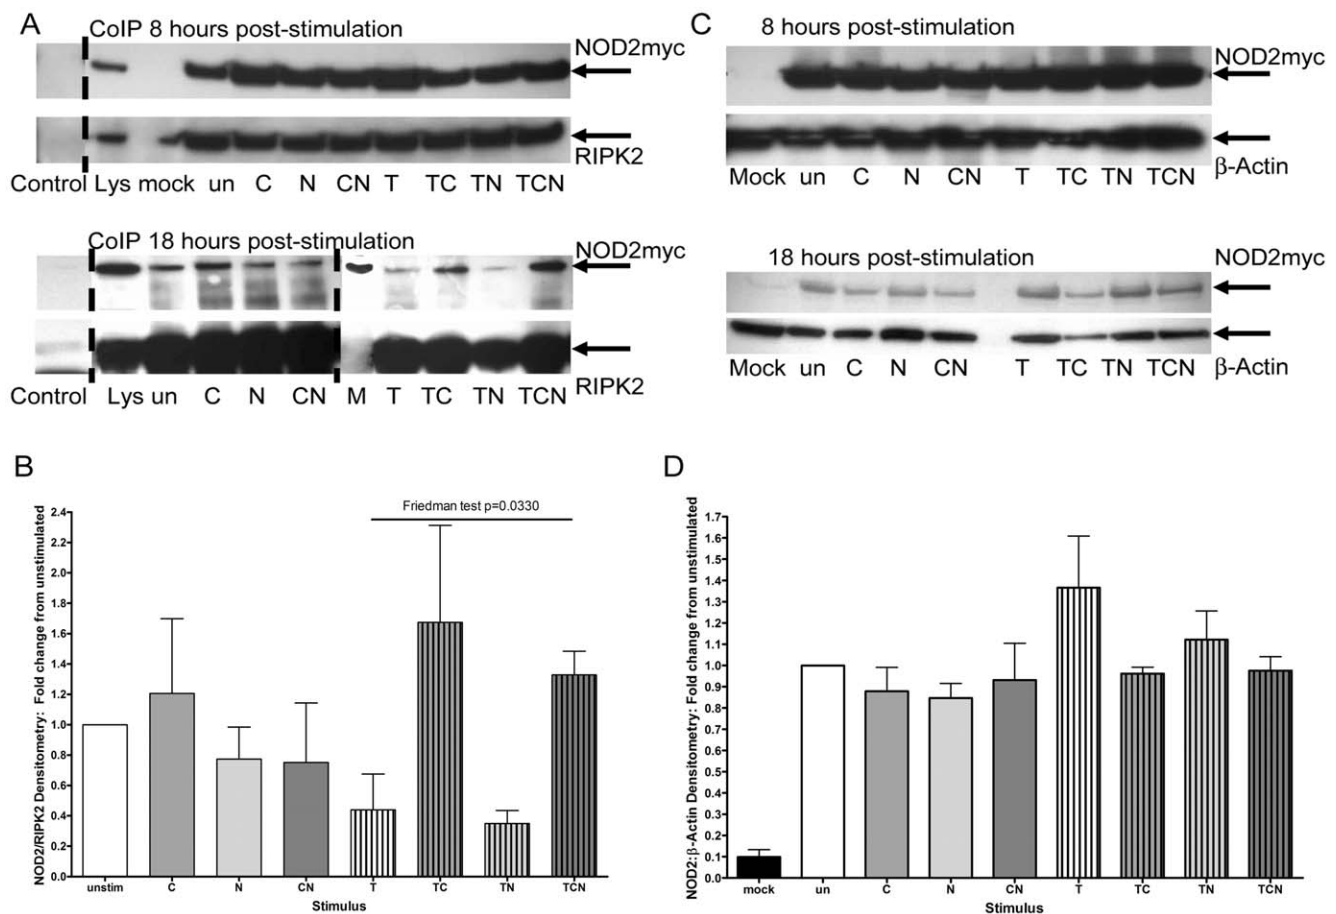 A
CoIP 8 hours post-stimulation
NOD2myc
RIPK2
Control Lys mock un C N CN T TC TN TCN
CoIP 18 hours post-stimulation
NOD2myc
RIPK2
Control Lys un C N CN M T TC TN TCN
C
8 hours post-stimulation
NOD2myc
β-Actin
Mock un C N CN T TC TN TCN
18 hours post-stimulation
NOD2myc
β-Actin
Mock un C N CN T TC TN TCN
B
NOD2/RIPK2 Densitometry: Fold change from unstimulated
Friedman test p=0.0330
2.4
2.2
2.0
1.8
1.6
1.4
1.2
1.0
0.8
0.6
0.4
0.2
0.0
unstim C N CN T TC TN TCN
Stimulus
D
NOD2:β-Actin Densitometry: Fold change from unstimulated
1.7
1.6
1.5
1.4
1.3
1.2
1.1
1.0
0.9
0.8
0.7
0.6
0.5
0.4
0.3
0.2
0.1
0.0
mock un C N CN T TC TN TCN
Stimulus